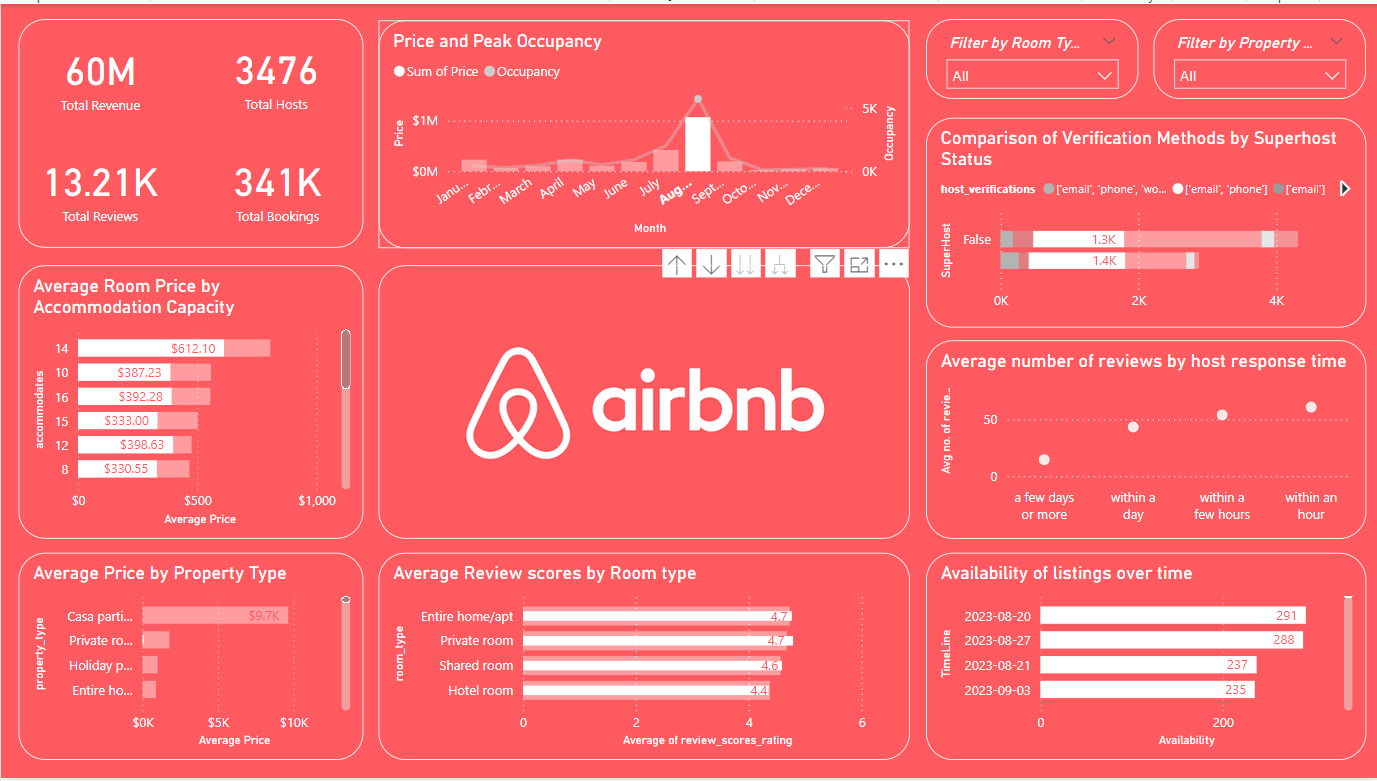 60M
Total Revenue
3476
Total Hosts
13.21K
Total Reviews
341K
Total Bookings
Price and Peak Occupancy
Sum of Price Occupancy
Price
$1M
$0M
5K
0K
Occupancy
Janu...
Febr...
March
April
May
June
July
Aug...
Sept...
Octo...
Nov...
Dece...
Month
Filter by Room Ty...
All
Filter by Property ...
All
Comparison of Verification Methods by Superhost
Status
host_verifications ['email', 'phone', 'wo... ['email', 'phone'] ['email']
SuperHost
False
1.3K
1.4K
0K 2K 4K
Average Room Price by
Accommodation Capacity
accommodates
14 $612.10
10 $387.23
16 $392.28
15 $333.00
12 $398.63
8 $330.55
$0 $500 $1,000
Average Price
airbnb
Average number of reviews by host response time
Avg no. of revie...
50
0
a few days
or more
within a
day
within a
few hours
within an
hour
Average Price by Property Type
property_type
Casa parti... $9.7K
Private ro...
Holiday p...
Entire ho...
$0K $5K $10K
Average Price
Average Review scores by Room type
room_type
Entire home/apt 4.7
Private room 4.7
Shared room 4.6
Hotel room 4.4
0 2 4 6
Average of review_scores_rating
Availability of listings over time
TimeLine
2023-08-20 291
2023-08-27 288
2023-08-21 237
2023-09-03 235
0 200
Availability